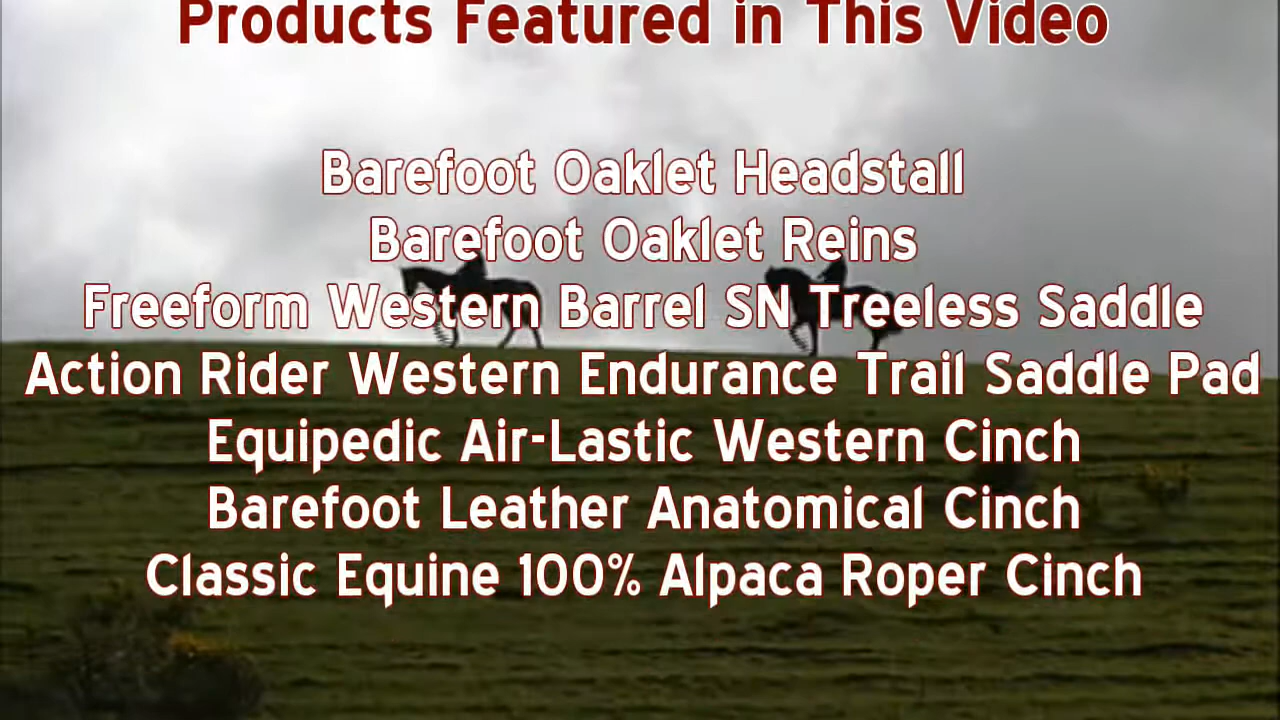 Products Featured in This Video
Barefoot Oaklet Headstall
Barefoot Oaklet Reins
Freeform Western Barrel SN Treeless Saddle
Action Rider Western Endurance Trail Saddle Pad
Equipedic Air-Lastic Western Cinch
Barefoot Leather Anatomical Cinch
Classic Equine 100% Alpaca Roper Cinch